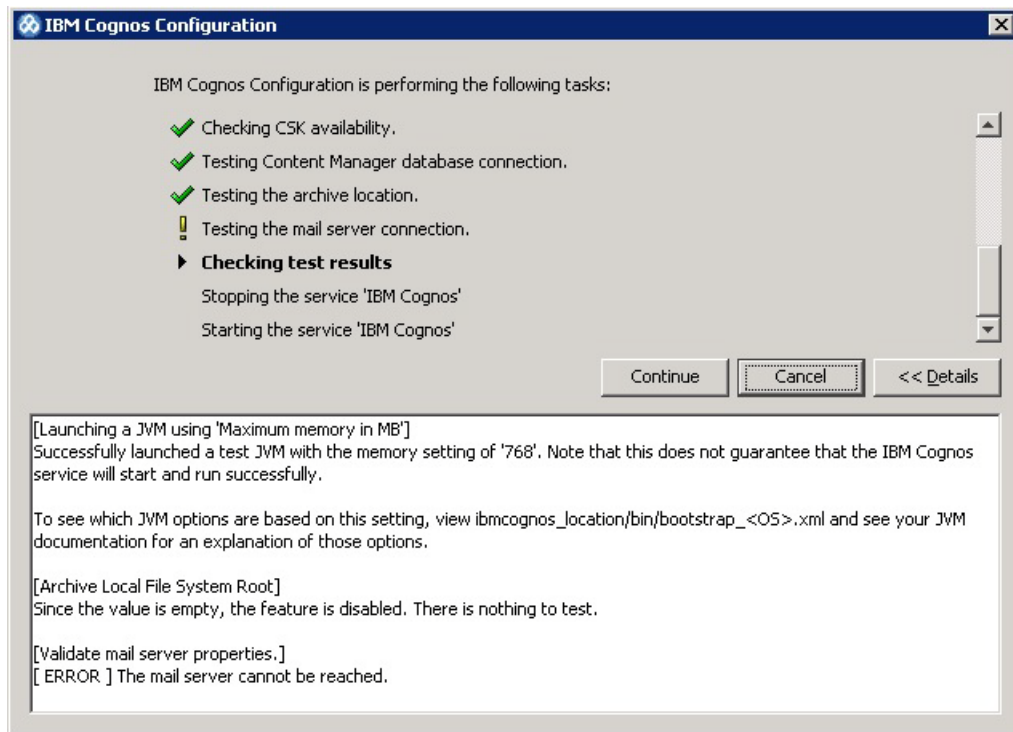 IBM Cognos Configuration
IBM Cognos Configuration is performing the following tasks:
Checking CSK availability.
Testing Content Manager database connection.
Testing the archive location.
Testing the mail server connection.
Checking test results
Stopping the service 'IBM Cognos'
Starting the service 'IBM Cognos'
Continue
Cancel
<< Details
[Launching a JVM using 'Maximum memory in MB']
Successfully launched a test JVM with the memory setting of '768'. Note that this does not guarantee that the IBM Cognos
service will start and run successfully.
To see which JVM options are based on this setting, view ibmcognos_location/bin/bootstrap_<OS>.xml and see your JVM
documentation for an explanation of those options.
[Archive Local File System Root]
Since the value is empty, the feature is disabled. There is nothing to test.
[Validate mail server properties.]
[ ERROR ] The mail server cannot be reached.